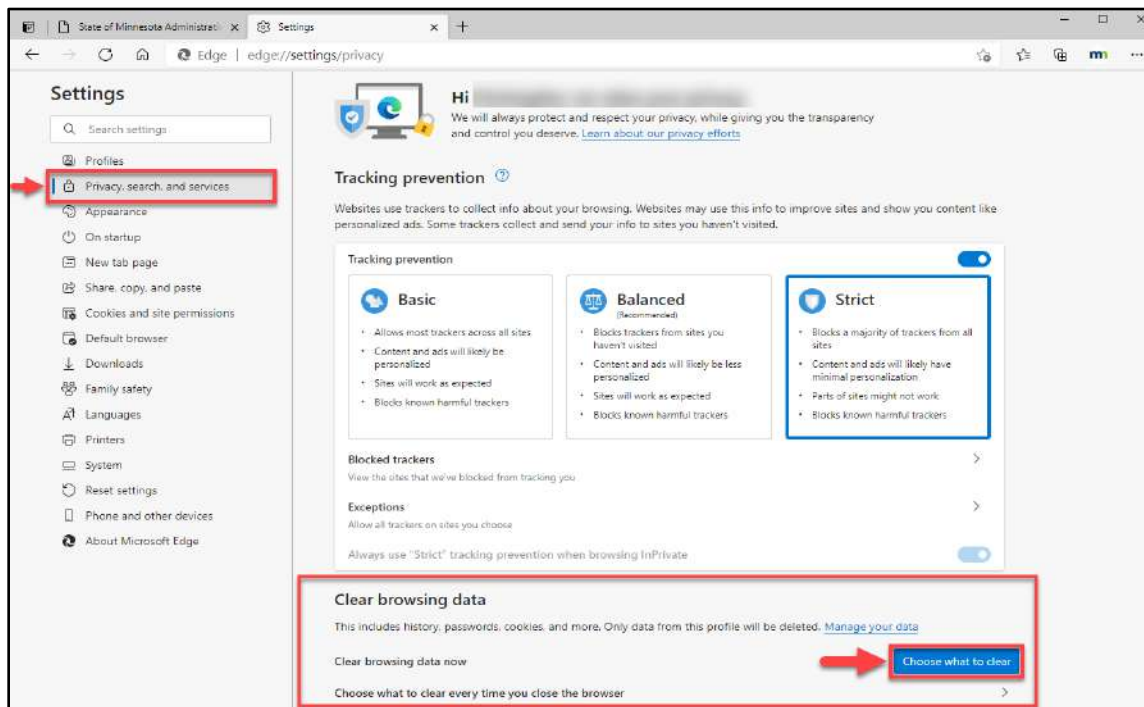 State of Minnesota Administrati
Settings
Edge | edge://settings/privacy
mn
Settings
Search settings
Profiles
Privacy, search, and services
Appearance
On startup
New tab page
Share, copy, and paste
Cookies and site permissions
Default browser
Downloads
Family safety
Languages
Printers
System
Reset settings
Phone and other devices
About Microsoft Edge
Hi
We will always protect and respect your privacy, while giving you the transparency
and control you deserve. Learn about our privacy efforts
Tracking prevention
Websites use trackers to collect info about your browsing. Websites may use this info to improve sites and show you content like
personalized ads. Some trackers collect and send your info to sites you haven't visited.
Tracking prevention
Basic
• Allows most trackers across all sites
• Content and ads will likely be
personalized
• Sites will work as expected
• Blocks known harmful trackers
Balanced
(Recommended)
• Blocks trackers from sites you
haven't visited
• Content and ads will likely be less
personalized
• Sites will work as expected
• Blocks known harmful trackers
Strict
• Blocks a majority of trackers from all
sites
• Content and ads will likely have
minimal personalization
• Parts of sites might not work
• Blocks known harmful trackers
Blocked trackers
View the sites that we've blocked from tracking you
Exceptions
Allow all trackers on sites you choose
Always use "Strict" tracking prevention when browsing InPrivate
Clear browsing data
This includes history, passwords, cookies, and more. Only data from this profile will be deleted. Manage your data
Clear browsing data now
Choose what to clear
Choose what to clear every time you close the browser